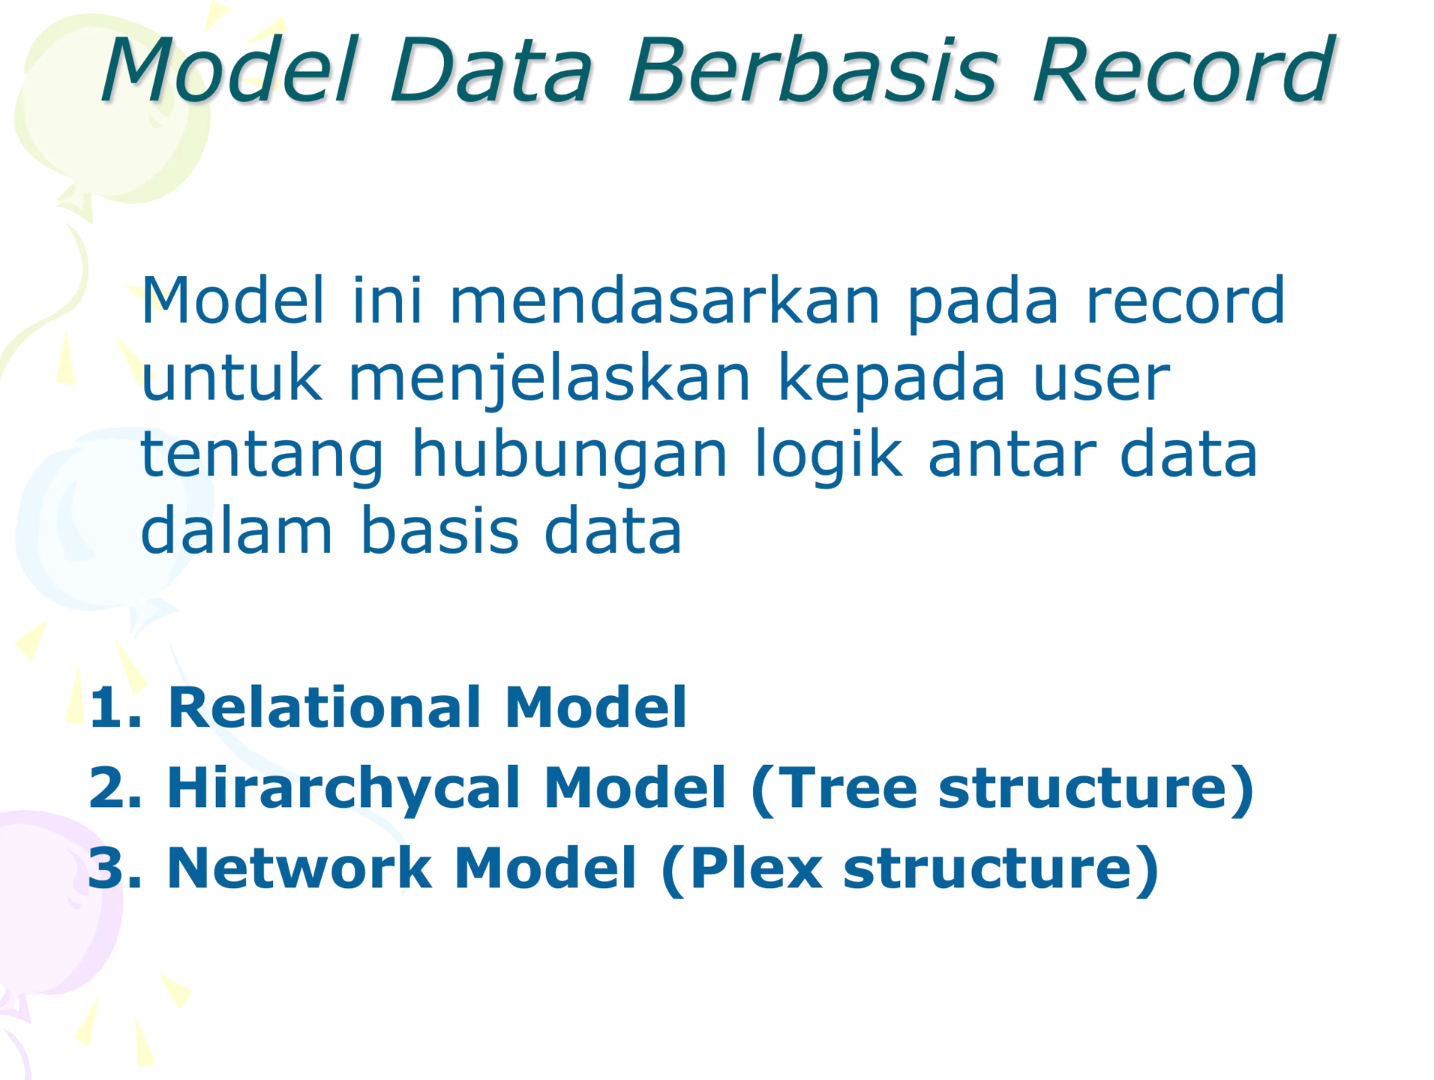 Model Data Berbasis Record
Model ini mendasarkan pada record
untuk menjelaskan kepada user
tentang hubungan logik antar data
dalam basis data
1. Relational Model
2. Hirarchycal Model (Tree structure)
3. Network Model (Plex structure)